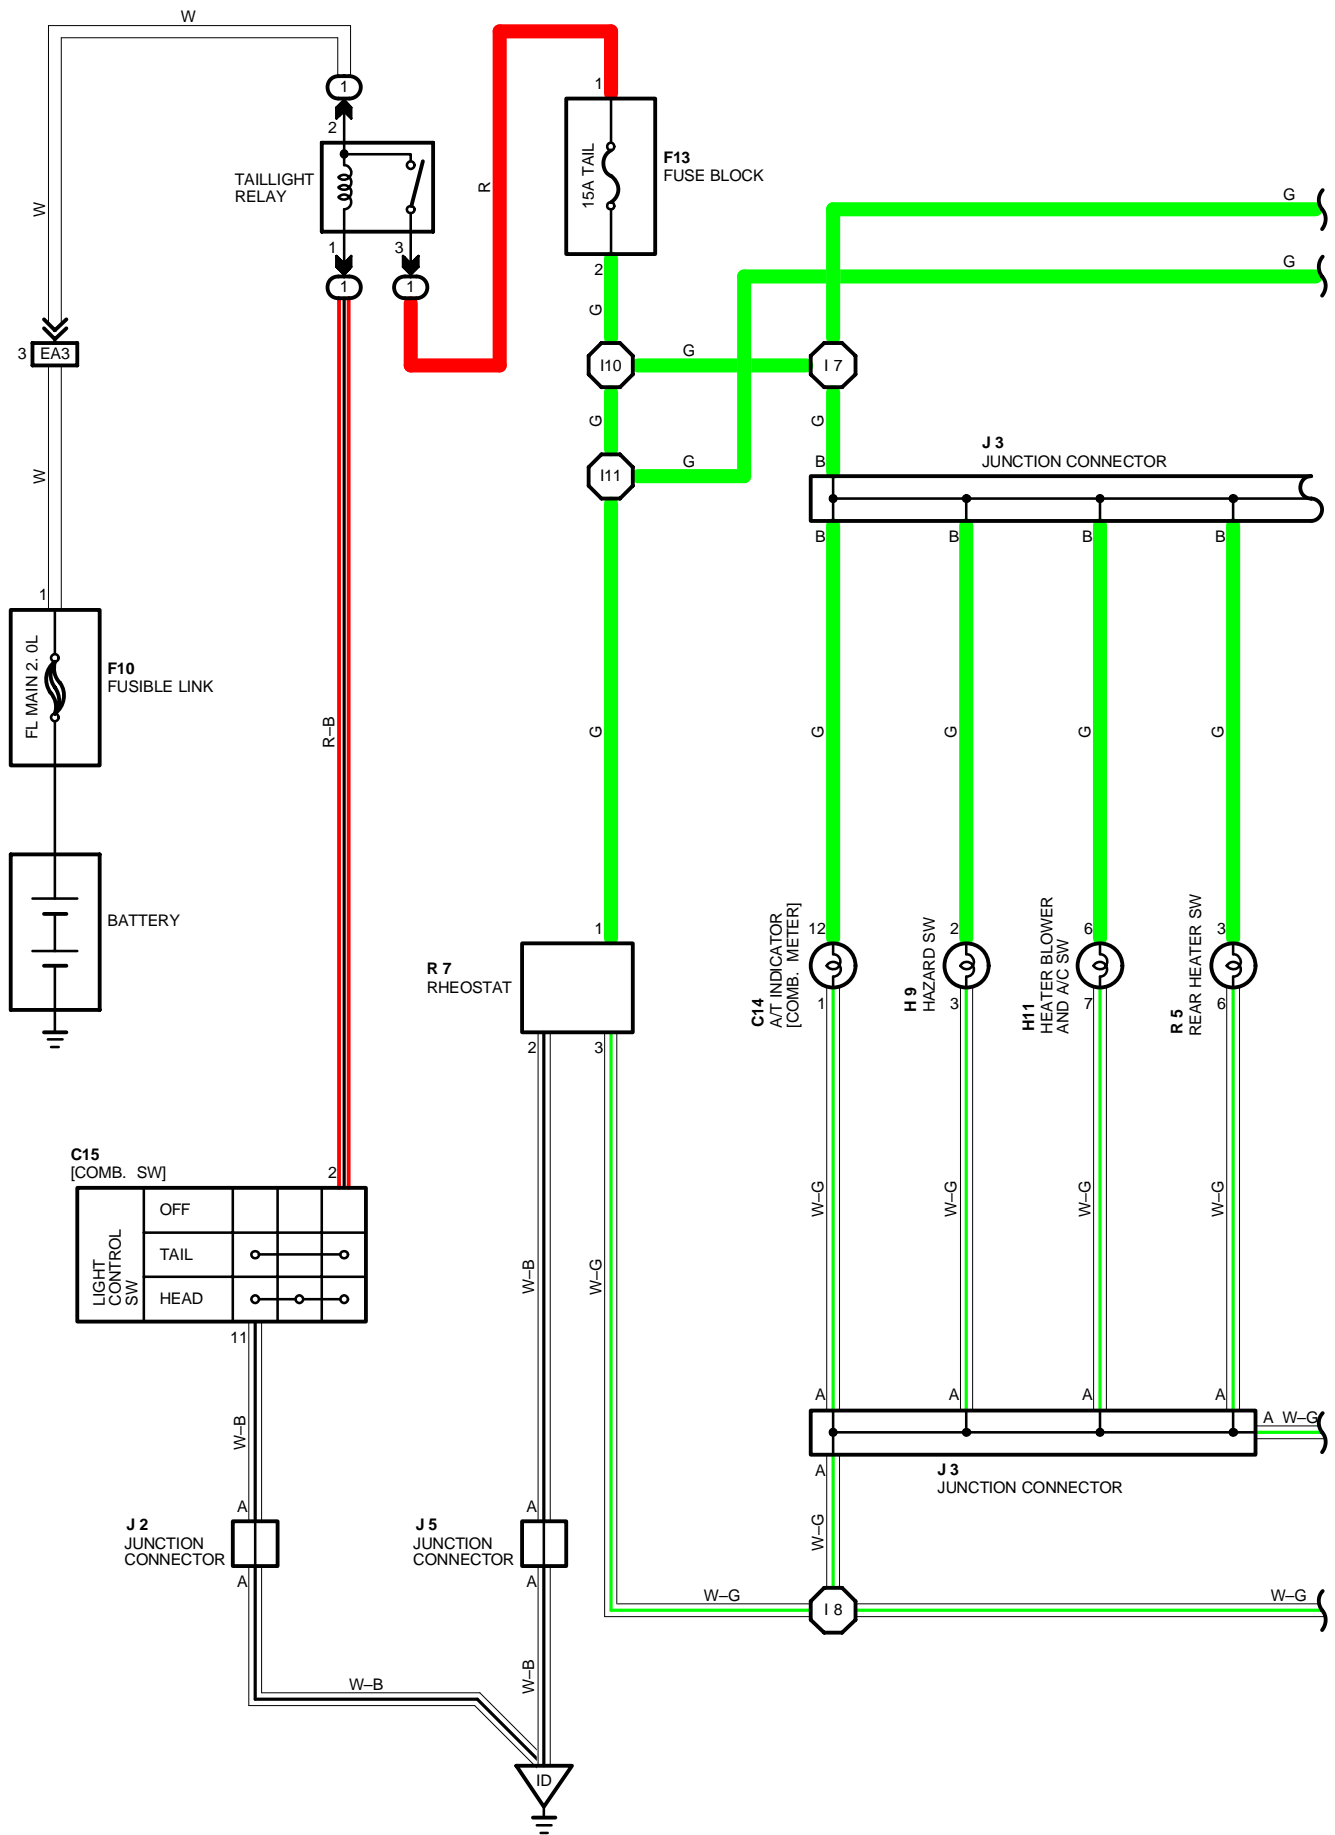 W
1
2
TAILLIGHT
RELAY
1
3
1
1
W
3
EA3
W
1
FL MAIN 2. 0L
F10
FUSIBLE LINK
BATTERY
R–B
R
1
15A TAIL
F13
FUSE BLOCK
2
G
I10
G
I 7
G
G
G
G
I11
G
J 3
JUNCTION CONNECTOR
B
B
B
B
B
G
G
G
G
G
1
R 7
RHEOSTAT
2
3
12
C14
A/T INDICATOR
[COMB. METER]
1
2
H 9
HAZARD SW
3
6
H11
HEATER BLOWER
AND A/C SW
7
3
R 5
REAR HEATER SW
6
C15
[COMB. SW]
2
LIGHT
CONTROL
SW
OFF
TAIL
HEAD
11
W–B
W–B
W–G
W–G
W–G
W–G
W–G
A
A
A
A
A W–G
J 3
JUNCTION CONNECTOR
A
W–G
A
J 2
JUNCTION
CONNECTOR
A
A
J 5
JUNCTION
CONNECTOR
A
W–G
I 8
W–G
W–B
W–B
ID